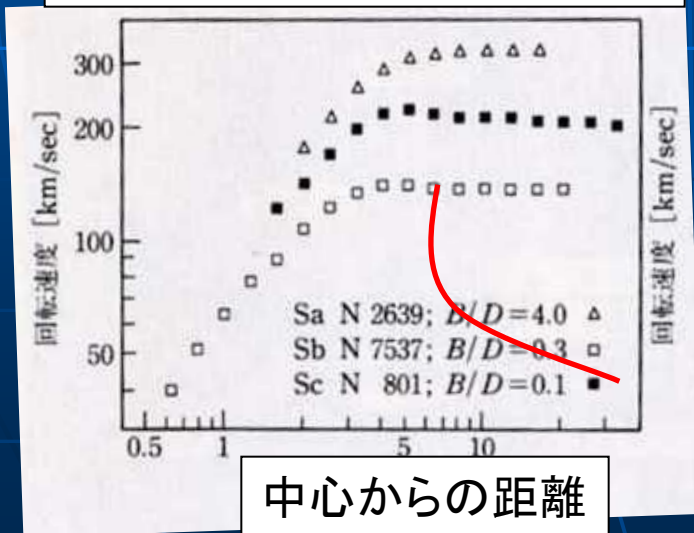 300
200
100
50
回転速度 [km/sec]
回転速度 [km/sec]
Sa N 2639; B/D=4.0 △
Sb N 7537; B/D=0.3 □
Sc N 801; B/D=0.1 ■
0.5 1 5 10
中心からの距離